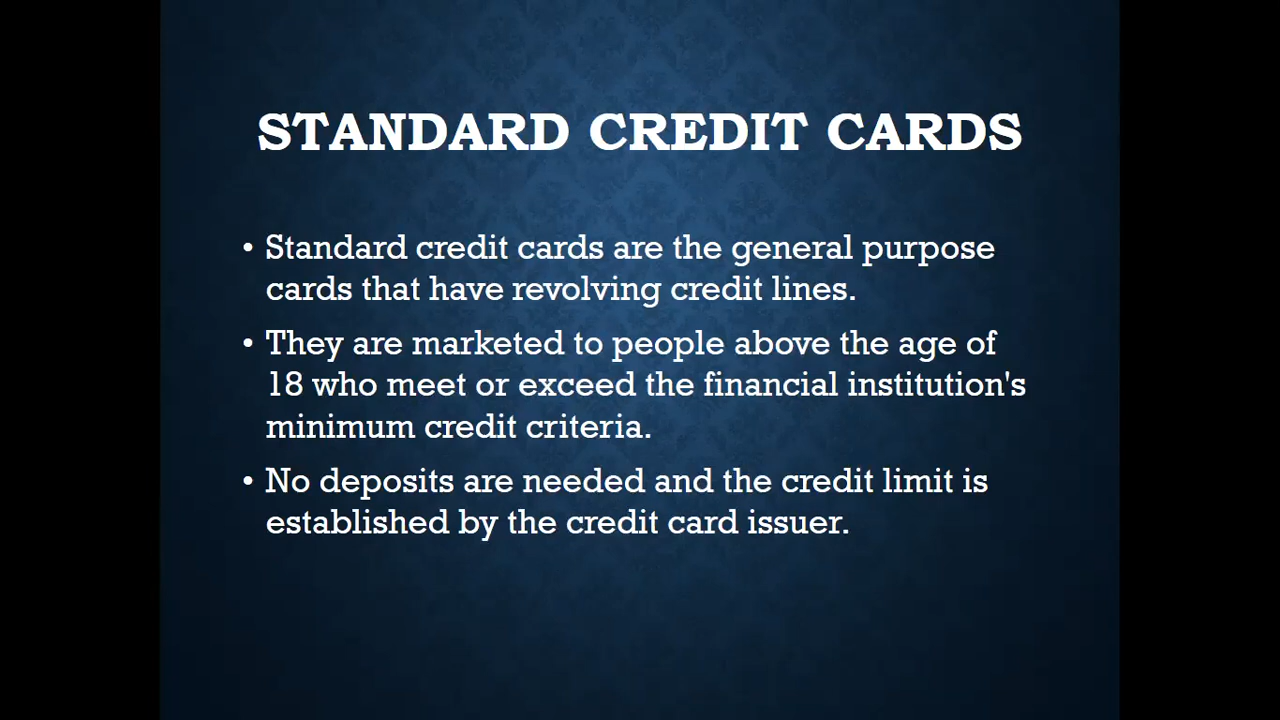 STANDARD CREDIT CARDS
• Standard credit cards are the general purpose
cards that have revolving credit lines.
• They are marketed to people above the age of
18 who meet or exceed the financial institution's
minimum credit criteria.
• No deposits are needed and the credit limit is
established by the credit card issuer.